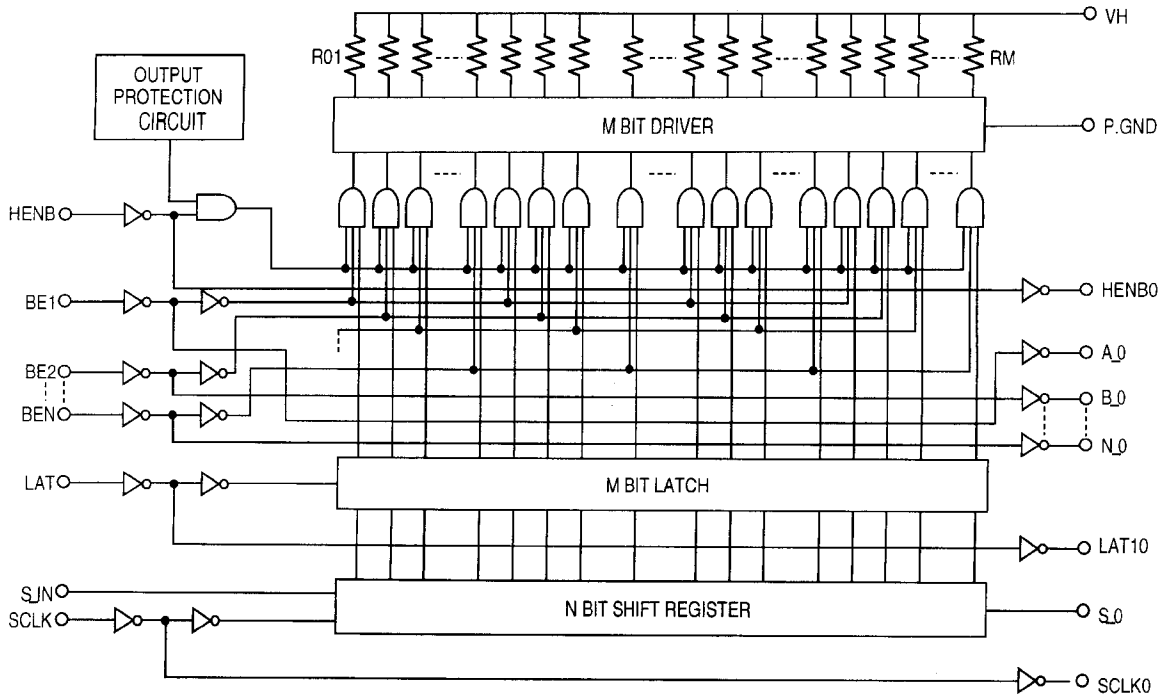 VH
R01
RM
OUTPUT
PROTECTION
CIRCUIT
M BIT DRIVER
P.GND
HENB
BE1
HENB0
A_0
BE2
B_0
BEN
N_0
LAT
M BIT LATCH
LAT10
S_IN
N BIT SHIFT REGISTER
S_0
SCLK
SCLK0